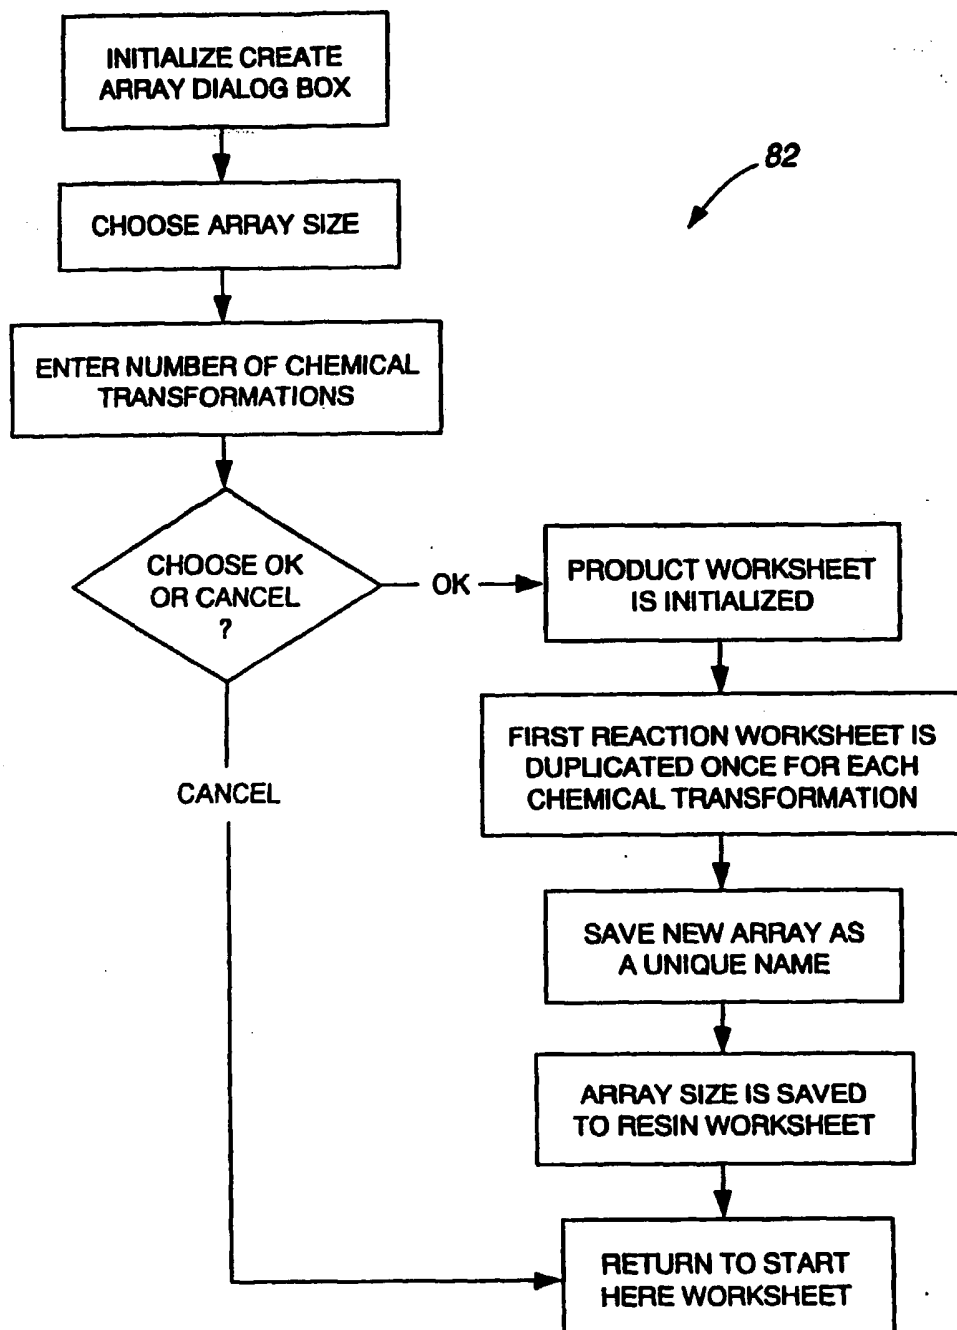 INITIALIZE CREATE
ARRAY DIALOG BOX
82
CHOOSE ARRAY SIZE
ENTER NUMBER OF CHEMICAL
TRANSFORMATIONS
CHOOSE OK
OR CANCEL
?
OK
PRODUCT WORKSHEET
IS INITIALIZED
FIRST REACTION WORKSHEET IS
DUPLICATED ONCE FOR EACH
CHEMICAL TRANSFORMATION
CANCEL
SAVE NEW ARRAY AS
A UNIQUE NAME
ARRAY SIZE IS SAVED
TO RESIN WORKSHEET
RETURN TO START
HERE WORKSHEET